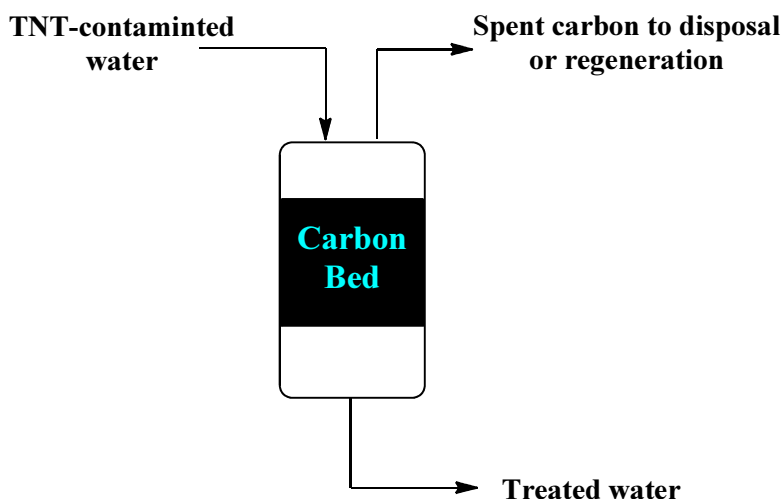 TNT-contaminted
water
Spent carbon to disposal
or regeneration
Carbon
Bed
Treated water